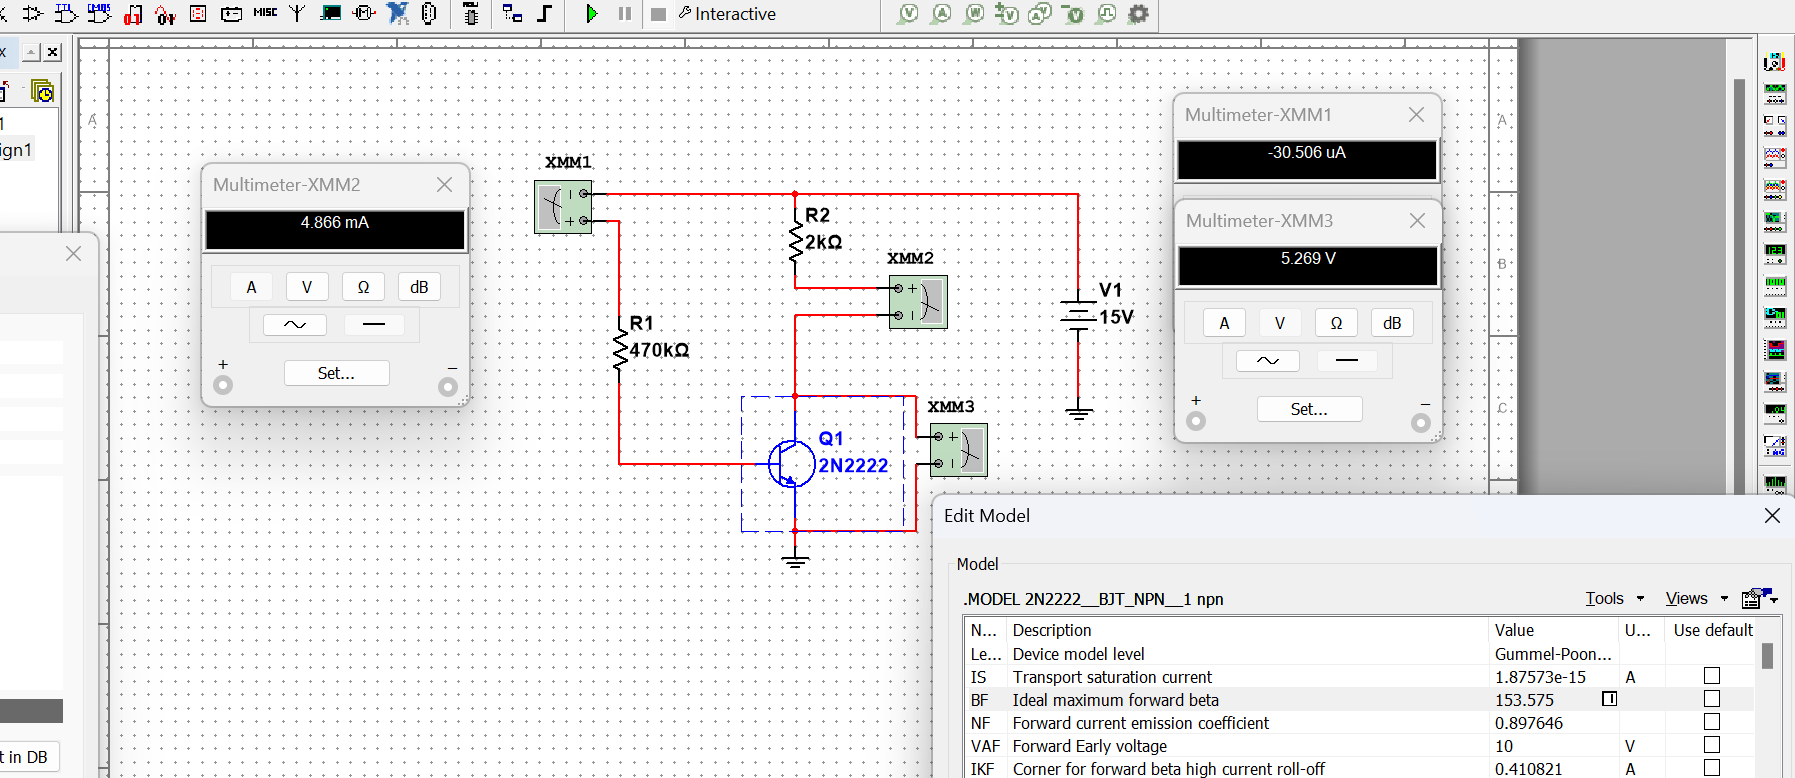 TTL
CMOS
MISC
Interactive
1
ign1
A
A
B
C
Multimeter-XMM2
4.866 mA
A
V
Ω
dB
+
Set...
−
XMM1
R2
2kΩ
XMM2
R1
470kΩ
V1
15V
XMM3
Q1
2N2222
Multimeter-XMM1
-30.506 uA
Multimeter-XMM3
5.269 V
A
V
Ω
dB
+
Set...
−
t in DB
Edit Model
Model
.MODEL 2N2222__BJT_NPN__1 npn
Tools
Views
N... Description Value U... Use default
Le... Device model level Gummel-Poon...
IS Transport saturation current 1.87573e-15 A
BF Ideal maximum forward beta 153.575
NF Forward current emission coefficient 0.897646
VAF Forward Early voltage 10 V
IKF Corner for forward beta high current roll-off 0.410821 A